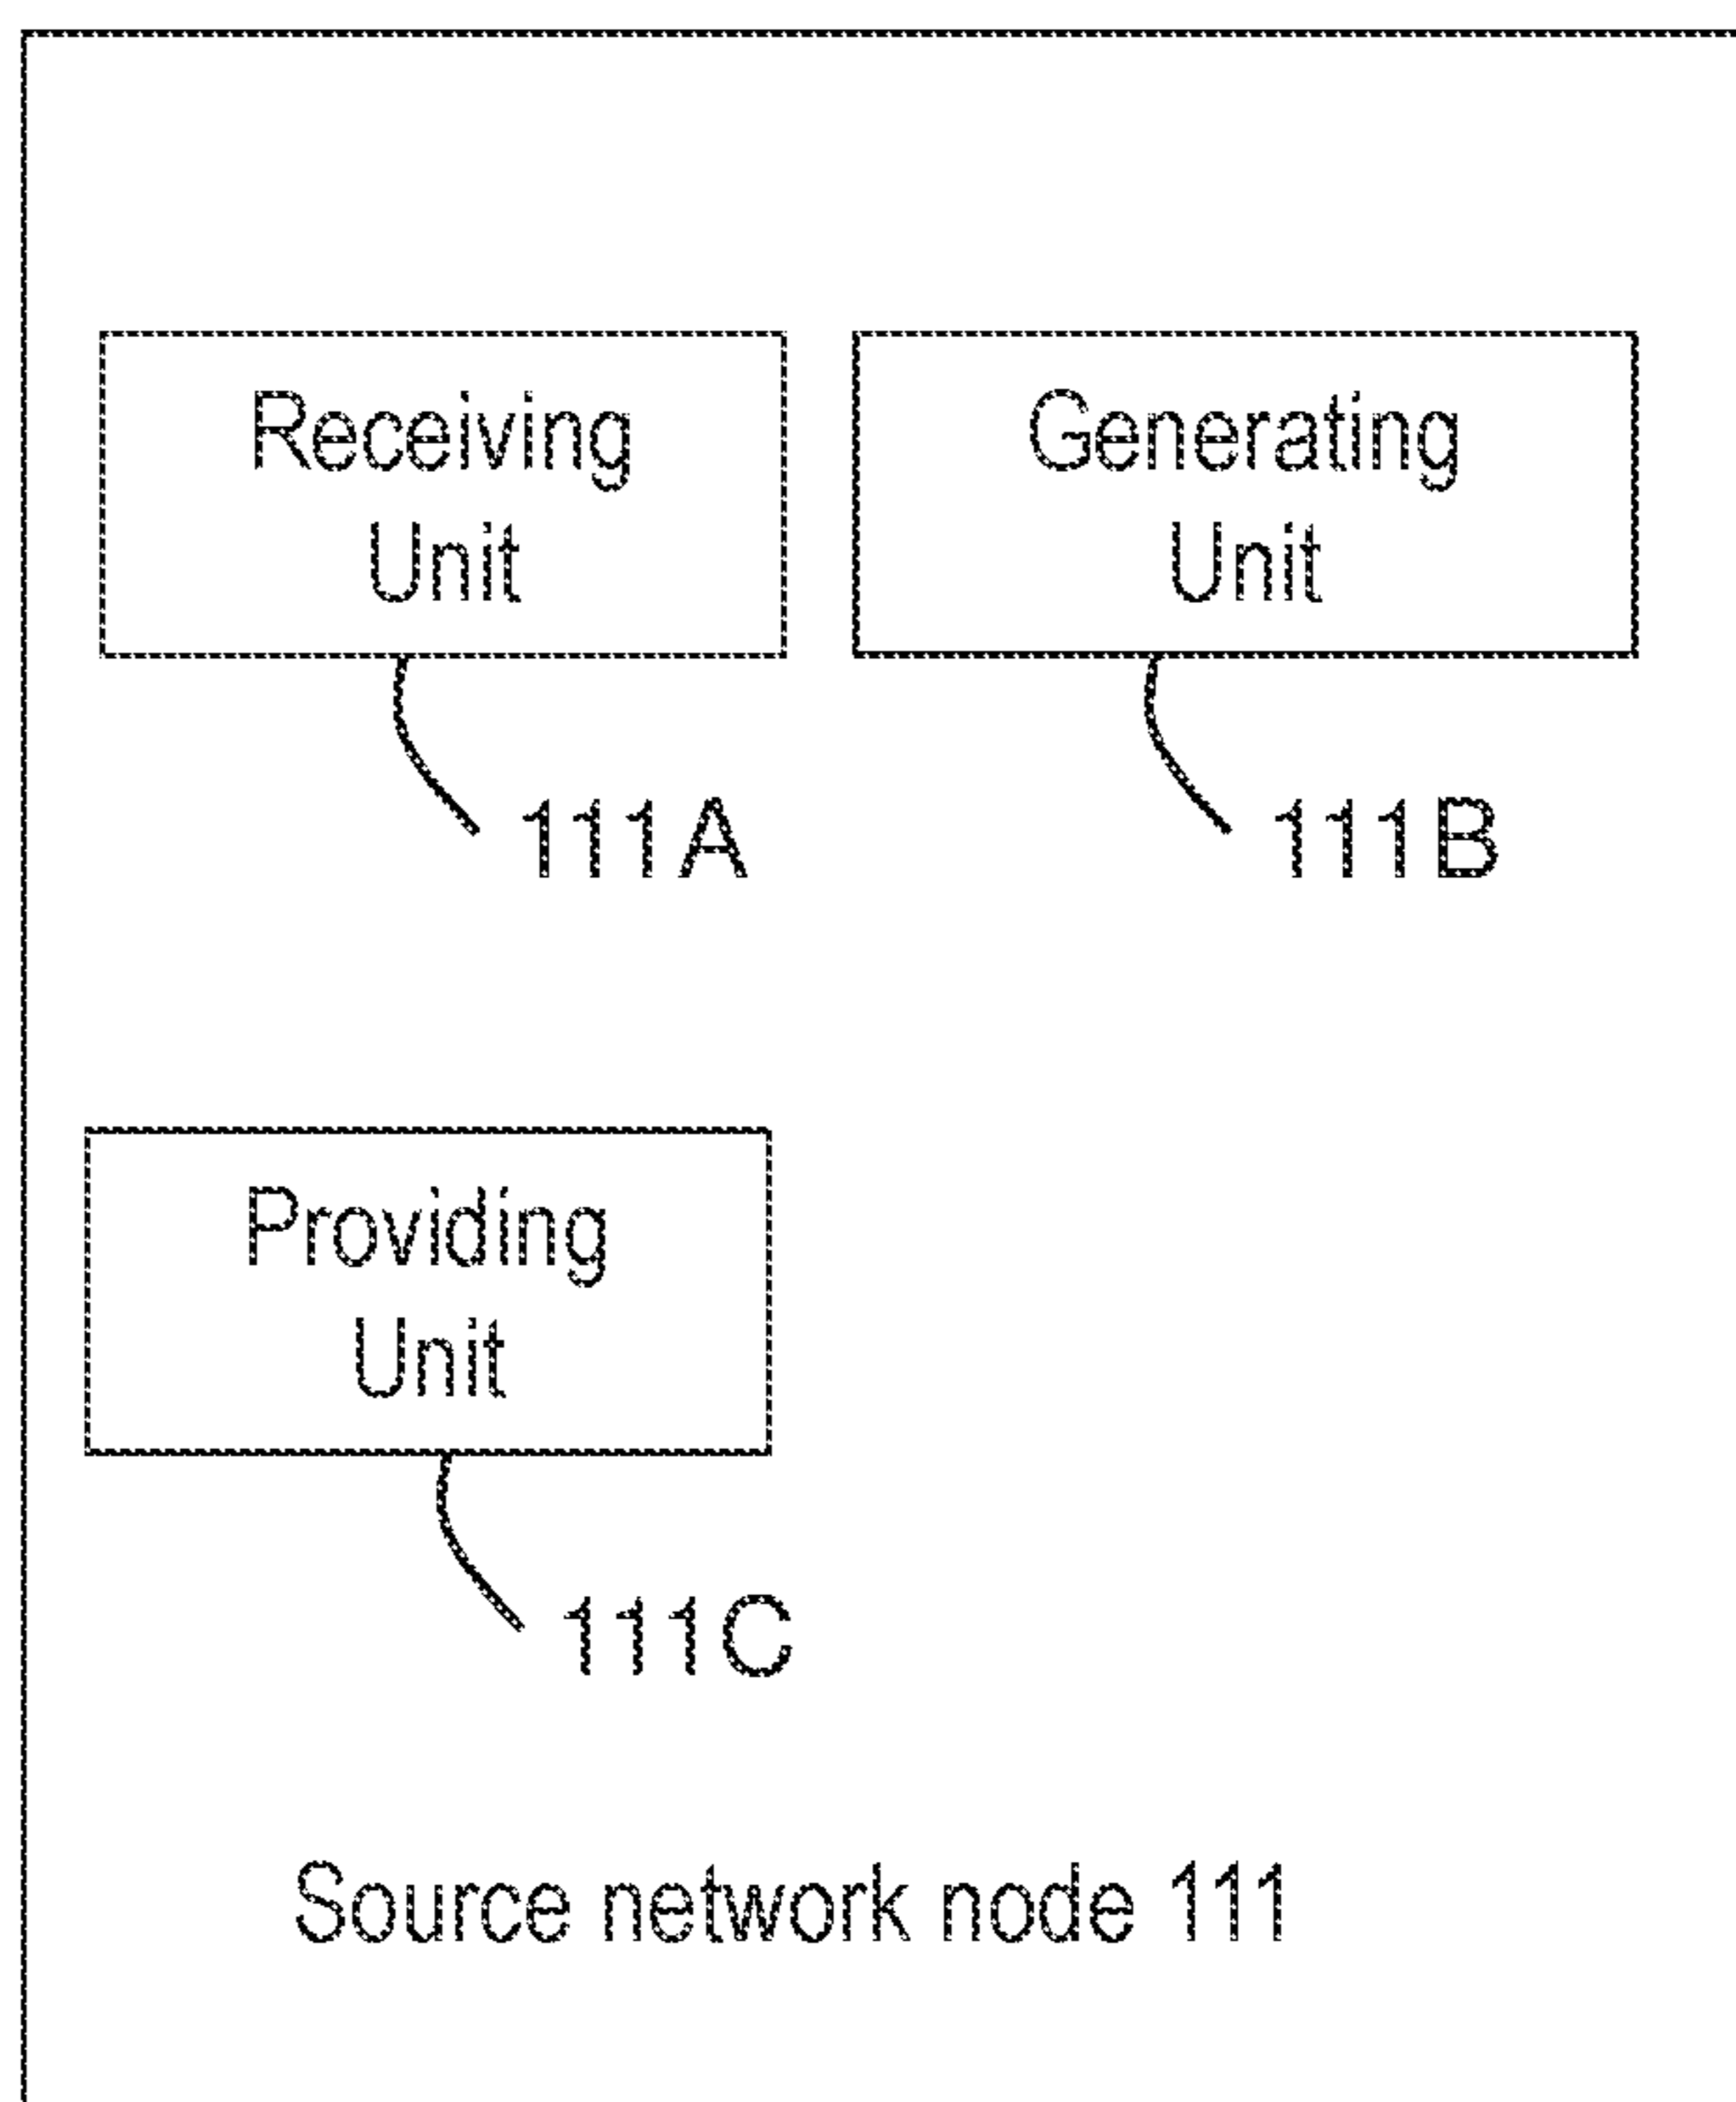 Receiving
Unit
Generating
Unit
111A
111B
Providing
Unit
111C
Source network node 111